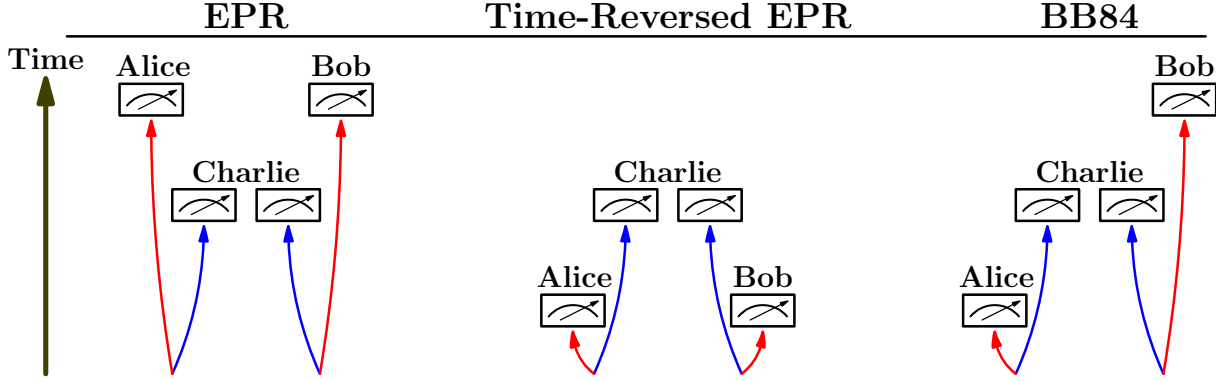 EPR Time-Reversed EPR BB84
Time
Alice Bob Bob
Charlie Charlie Charlie
Alice Bob Alice